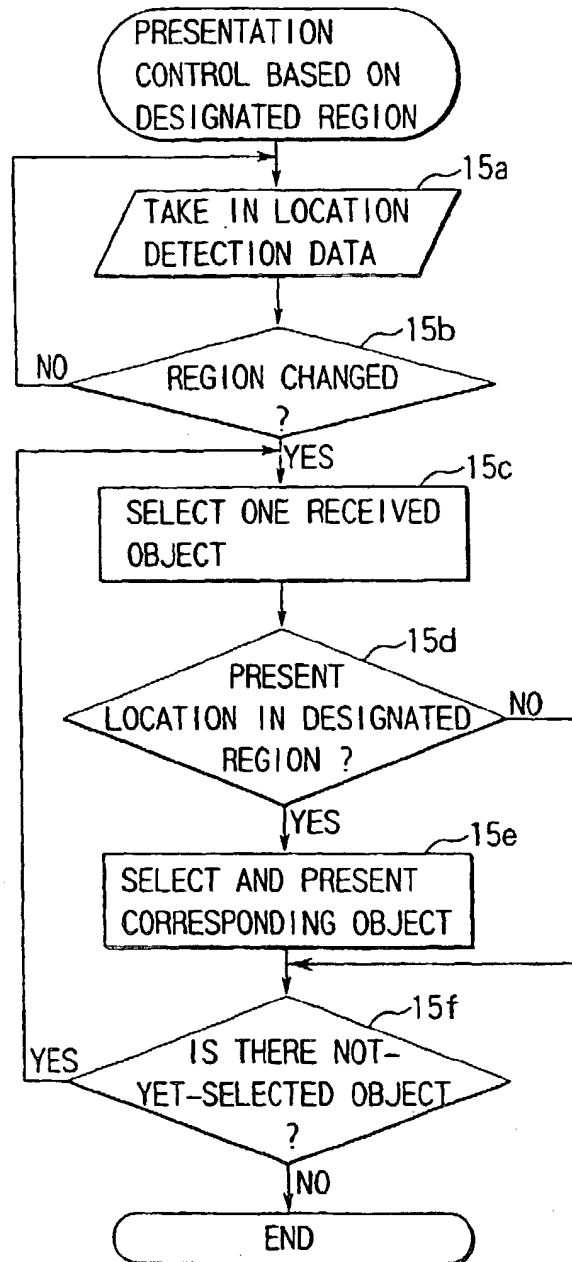 PRESENTATION
CONTROL BASED ON
DESIGNATED REGION
15a
TAKE IN LOCATION
DETECTION DATA
15b
NO
REGION CHANGED
?
YES
15c
SELECT ONE RECEIVED
OBJECT
15d
PRESENT
LOCATION IN DESIGNATED
REGION ?
NO
YES
15e
SELECT AND PRESENT
CORRESPONDING OBJECT
15f
YES
IS THERE NOT-
YET-SELECTED OBJECT
?
NO
END